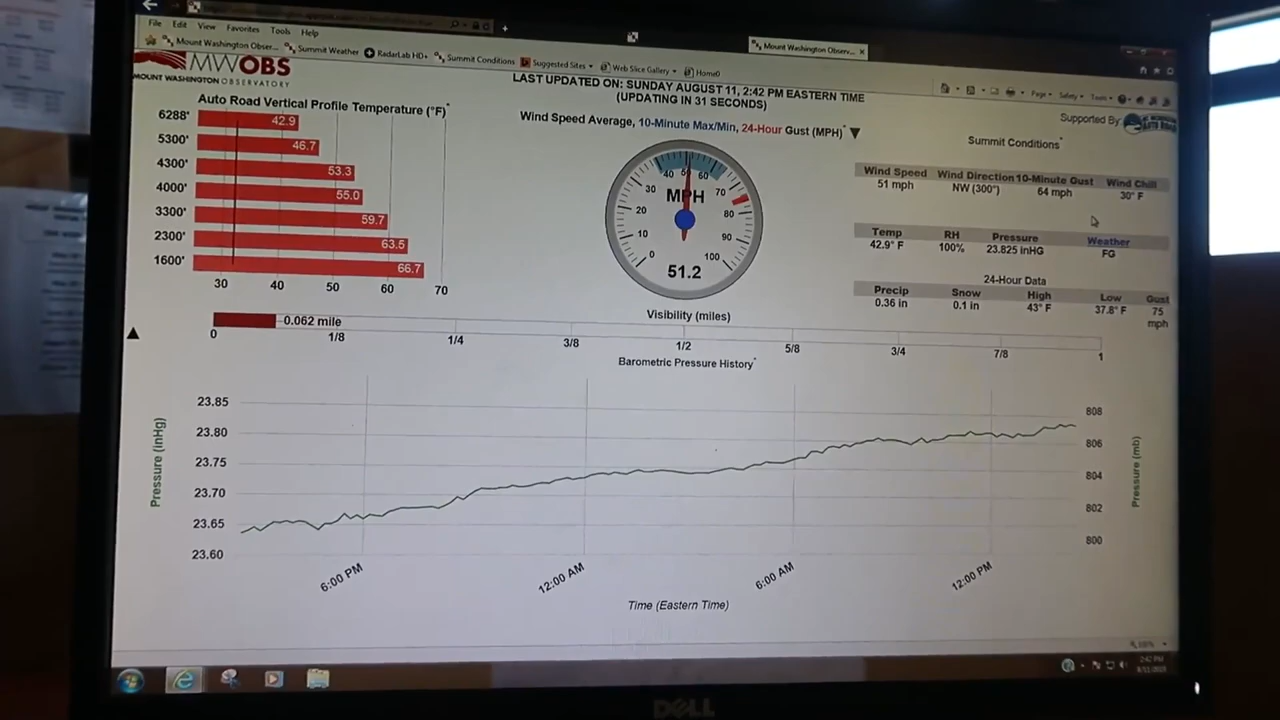 File Edit View Favorites Tools Help
Mount Washington Observ... ×
Mount Washington Obser... Summit Weather RadarLab HD+ Summit Conditions Suggested Sites Web Slice Gallery Home0
Page Safety Tools
MWOBS
MOUNT WASHINGTON OBSERVATORY
LAST UPDATED ON: SUNDAY AUGUST 11, 2:42 PM EASTERN TIME
(UPDATING IN 31 SECONDS)
Supported By:
Auto Road Vertical Profile Temperature (°F)*
6288' 42.9
5300' 46.7
4300' 53.3
4000' 55.0
3300' 59.7
2300' 63.5
1600' 66.7
30 40 50 60 70
Wind Speed Average, 10-Minute Max/Min, 24-Hour Gust (MPH)* ▼
0 10 20 30 40 50 60 70 80 90 100
MPH
51.2
Summit Conditions*
Wind Speed Wind Direction 10-Minute Gust Wind Chill
51 mph NW (300°) 64 mph 30° F
Temp RH Pressure Weather
42.9° F 100% 23.825 inHG FG
24-Hour Data
Precip Snow High Low Gust
0.36 in 0.1 in 43° F 37.8° F 75 mph
Visibility (miles)
0.062 mile
0 1/8 1/4 3/8 1/2 5/8 3/4 7/8 1
Barometric Pressure History*
Pressure (inHg)
23.85
23.80
23.75
23.70
23.65
23.60
808
806
804
802
800
Pressure (mb)
6:00 PM 12:00 AM 6:00 AM 12:00 PM
Time (Eastern Time)
2:42 PM
DELL